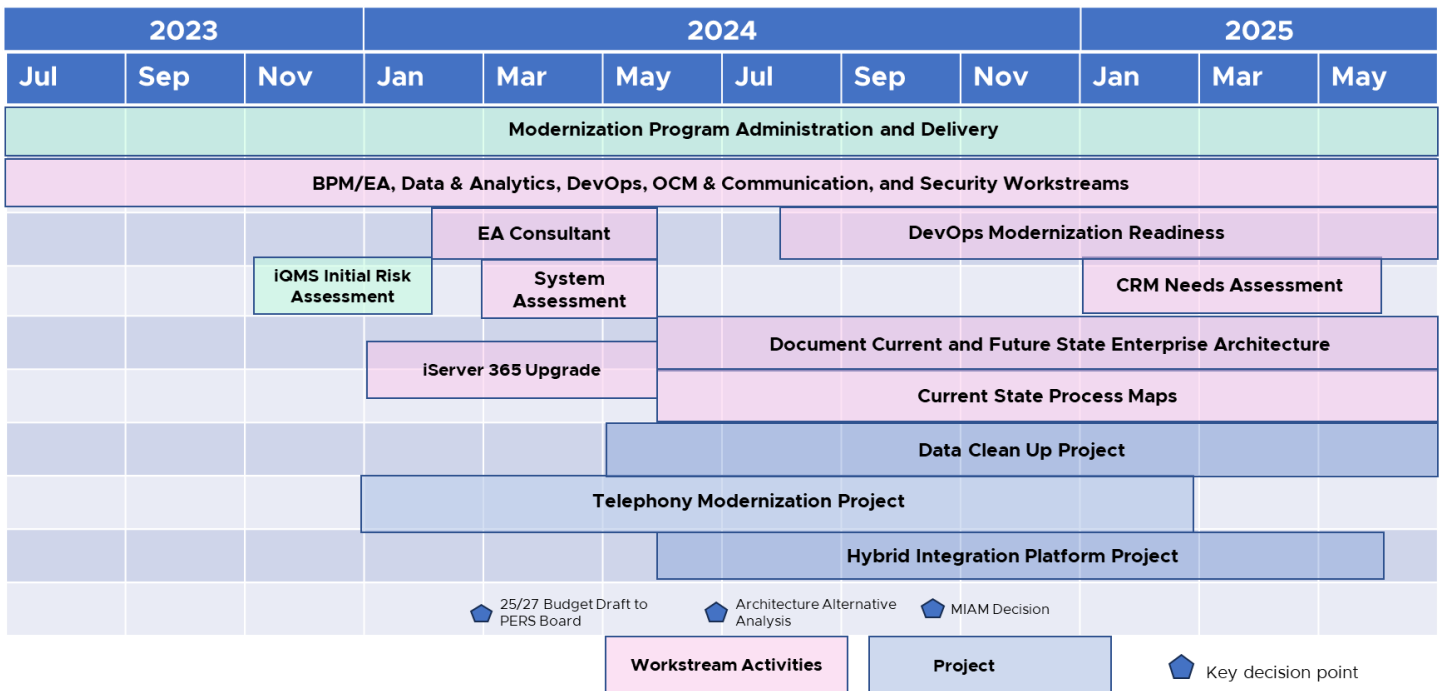 2023 2024 2025
Jul Sep Nov Jan Mar May Jul Sep Nov Jan Mar May
Modernization Program Administration and Delivery
BPM/EA, Data & Analytics, DevOps, OCM & Communication, and Security Workstreams
EA Consultant
DevOps Modernization Readiness
iQMS Initial Risk
Assessment
System
Assessment
CRM Needs Assessment
Document Current and Future State Enterprise Architecture
iServer 365 Upgrade
Current State Process Maps
Data Clean Up Project
Telephony Modernization Project
Hybrid Integration Platform Project
25/27 Budget Draft to
PERS Board
Architecture Alternative
Analysis
MIAM Decision
Workstream Activities
Project
Key decision point